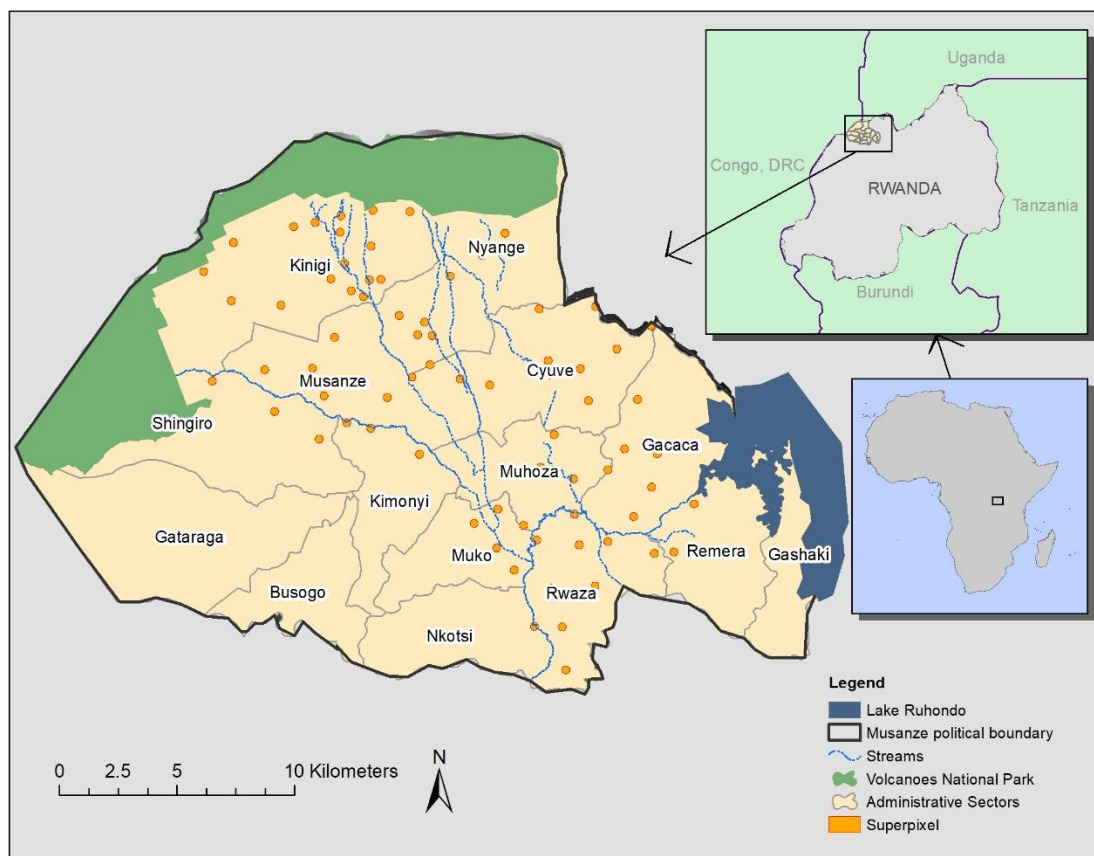 Uganda
Congo, DRC
RWANDA
Tanzania
Burundi
Nyange
Kinigi
Cyuve
Musanze
Shingiro
Gacaca
Muhoza
Kimonyi
Gataraga
Muko
Remera
Gashaki
Busogo
Rwaza
Nkotsi
Legend
Lake Ruhondo
Musanze political boundary
Streams
Volcanoes National Park
Administrative Sectors
Superpixel
N
0 2.5 5 10 Kilometers